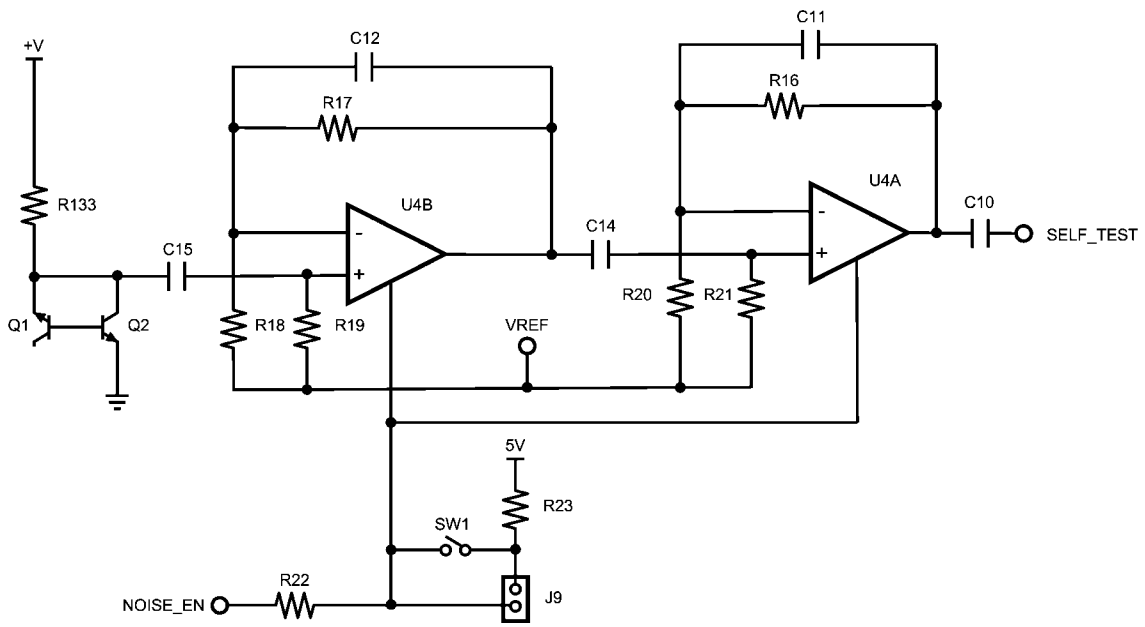 C12
C11
+V
R17
R16
R133
U4B
U4A
C10
C15
C14
SELF_TEST
-
+
-
+
Q1
Q2
R18
R19
R20
R21
VREF
5V
R23
SW1
R22
NOISE_EN
J9